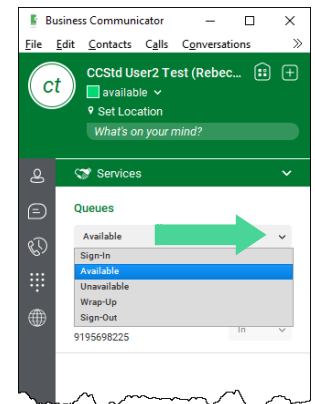 Business Communicator
File Edit Contacts Calls Conversations »
ct
CCStd User2 Test (Rebec...
available
Set Location
What's on your mind?
Services
Queues
Available
Sign-In
Available
Unavailable
Wrap-Up
Sign-Out
In
9195698225